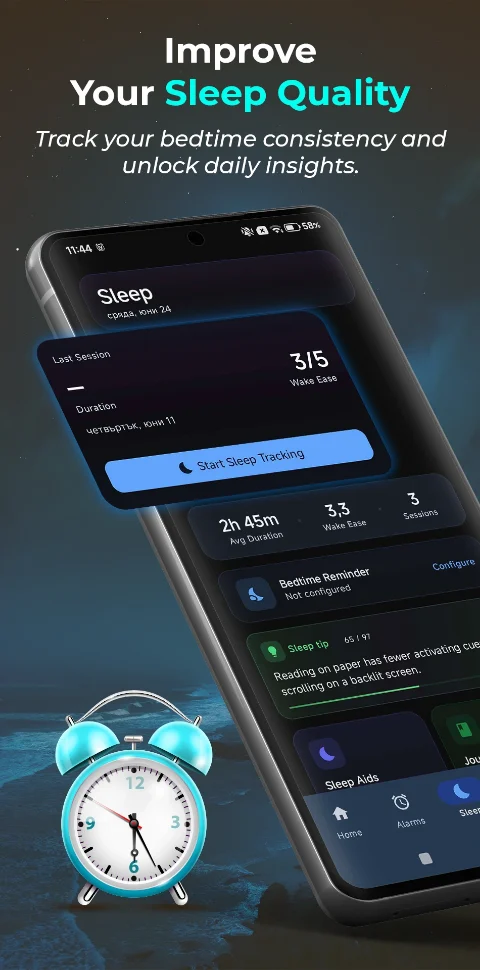 Improve
Your Sleep Quality
Track your bedtime consistency and
unlock daily insights.
11:44
58%
Sleep
сряда, юни 24
Last Session
—
3/5
Wake Ease
Duration
четвъртък, юни 11
Start Sleep Tracking
2h 45m
3,3
3
Avg Duration
Wake Ease
Sessions
Bedtime Reminder
Configure
Not configured
Sleep tip
65 / 97
Reading on paper has fewer activating cue
scrolling on a backlit screen.
Sleep Aids
Jou
Home
Alarms
Sleep
12
9
3
6